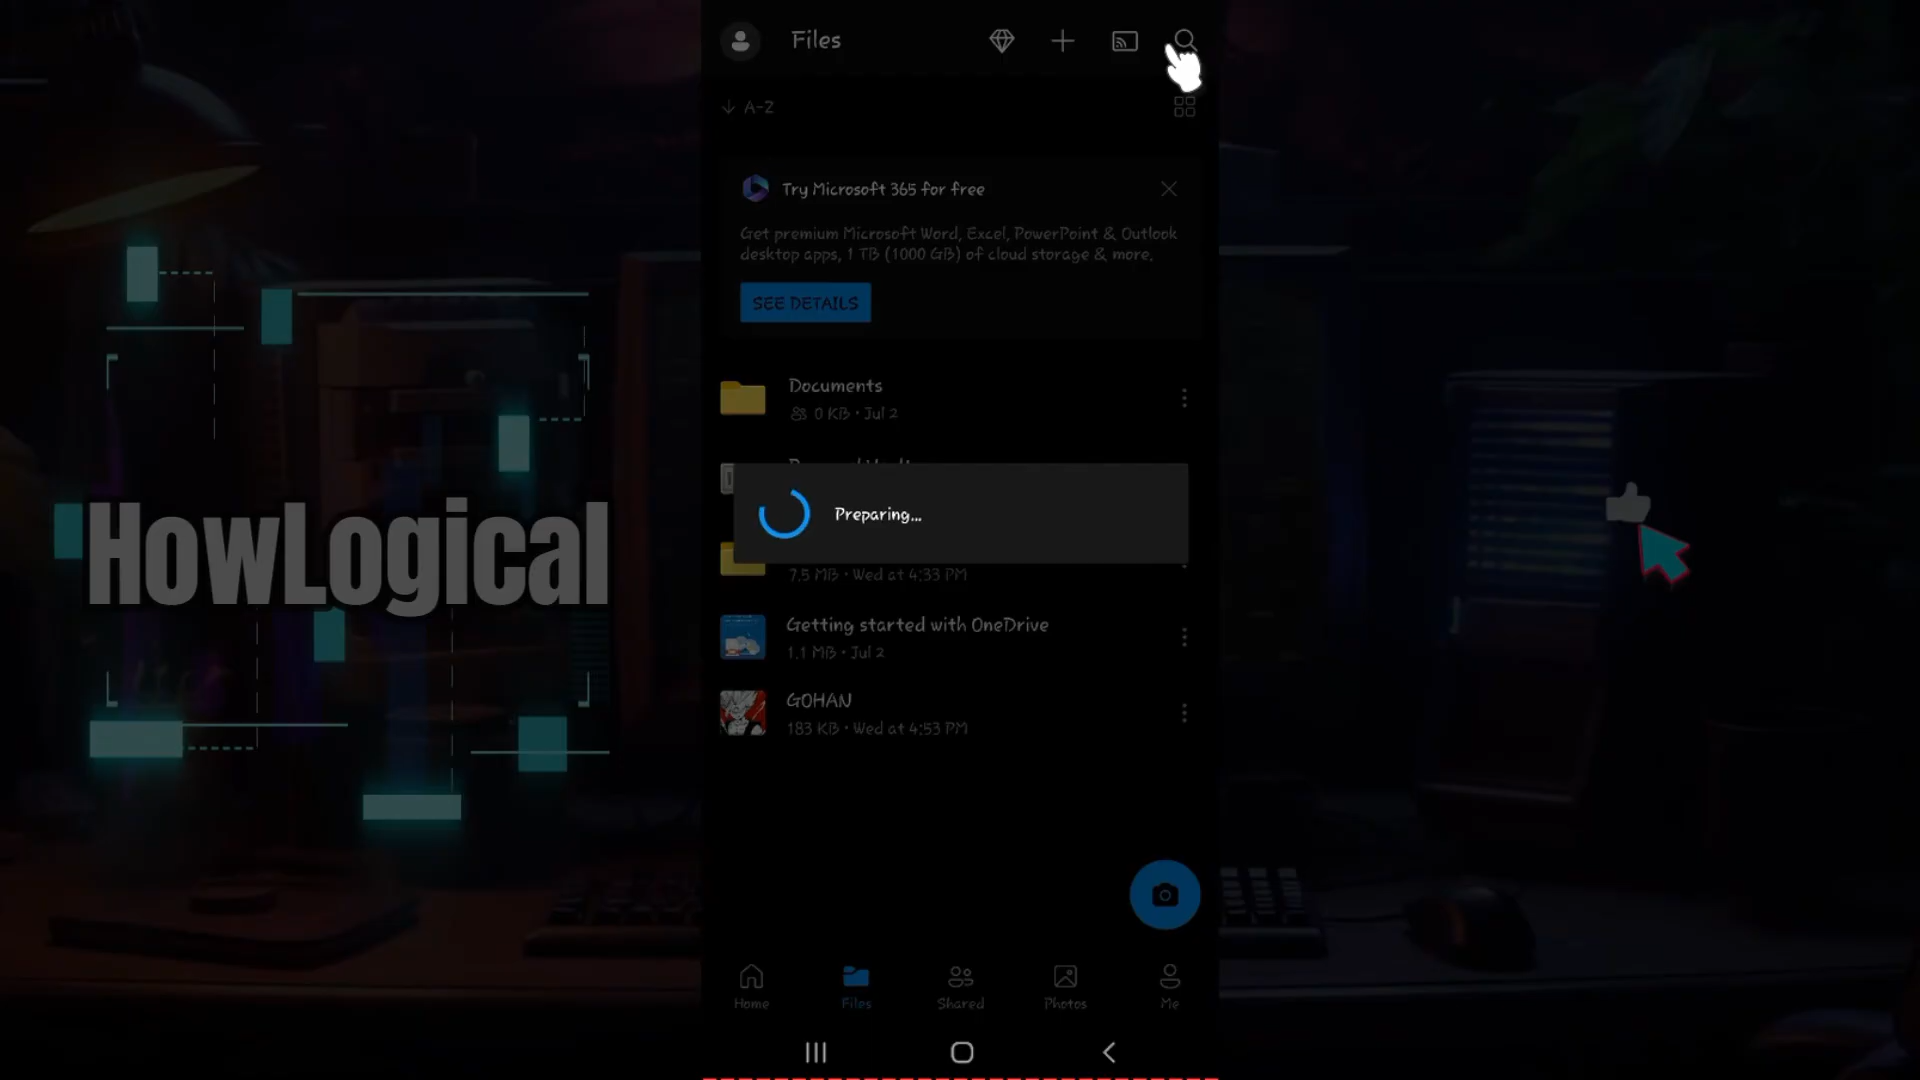 Files
A-Z
Try Microsoft 365 for free
Get premium Microsoft Word, Excel, PowerPoint & Outlook
desktop apps, 1 TB (1000 GB) of cloud storage & more.
SEE DETAILS
Documents
0 KB • Jul 2
Preparing...
7.5 MB • Wed at 4:33 PM
Getting started with OneDrive
1.1 MB • Jul 2
GOHAN
183 KB • Wed at 4:53 PM
HowLogical
Home
Files
Shared
Photos
Me